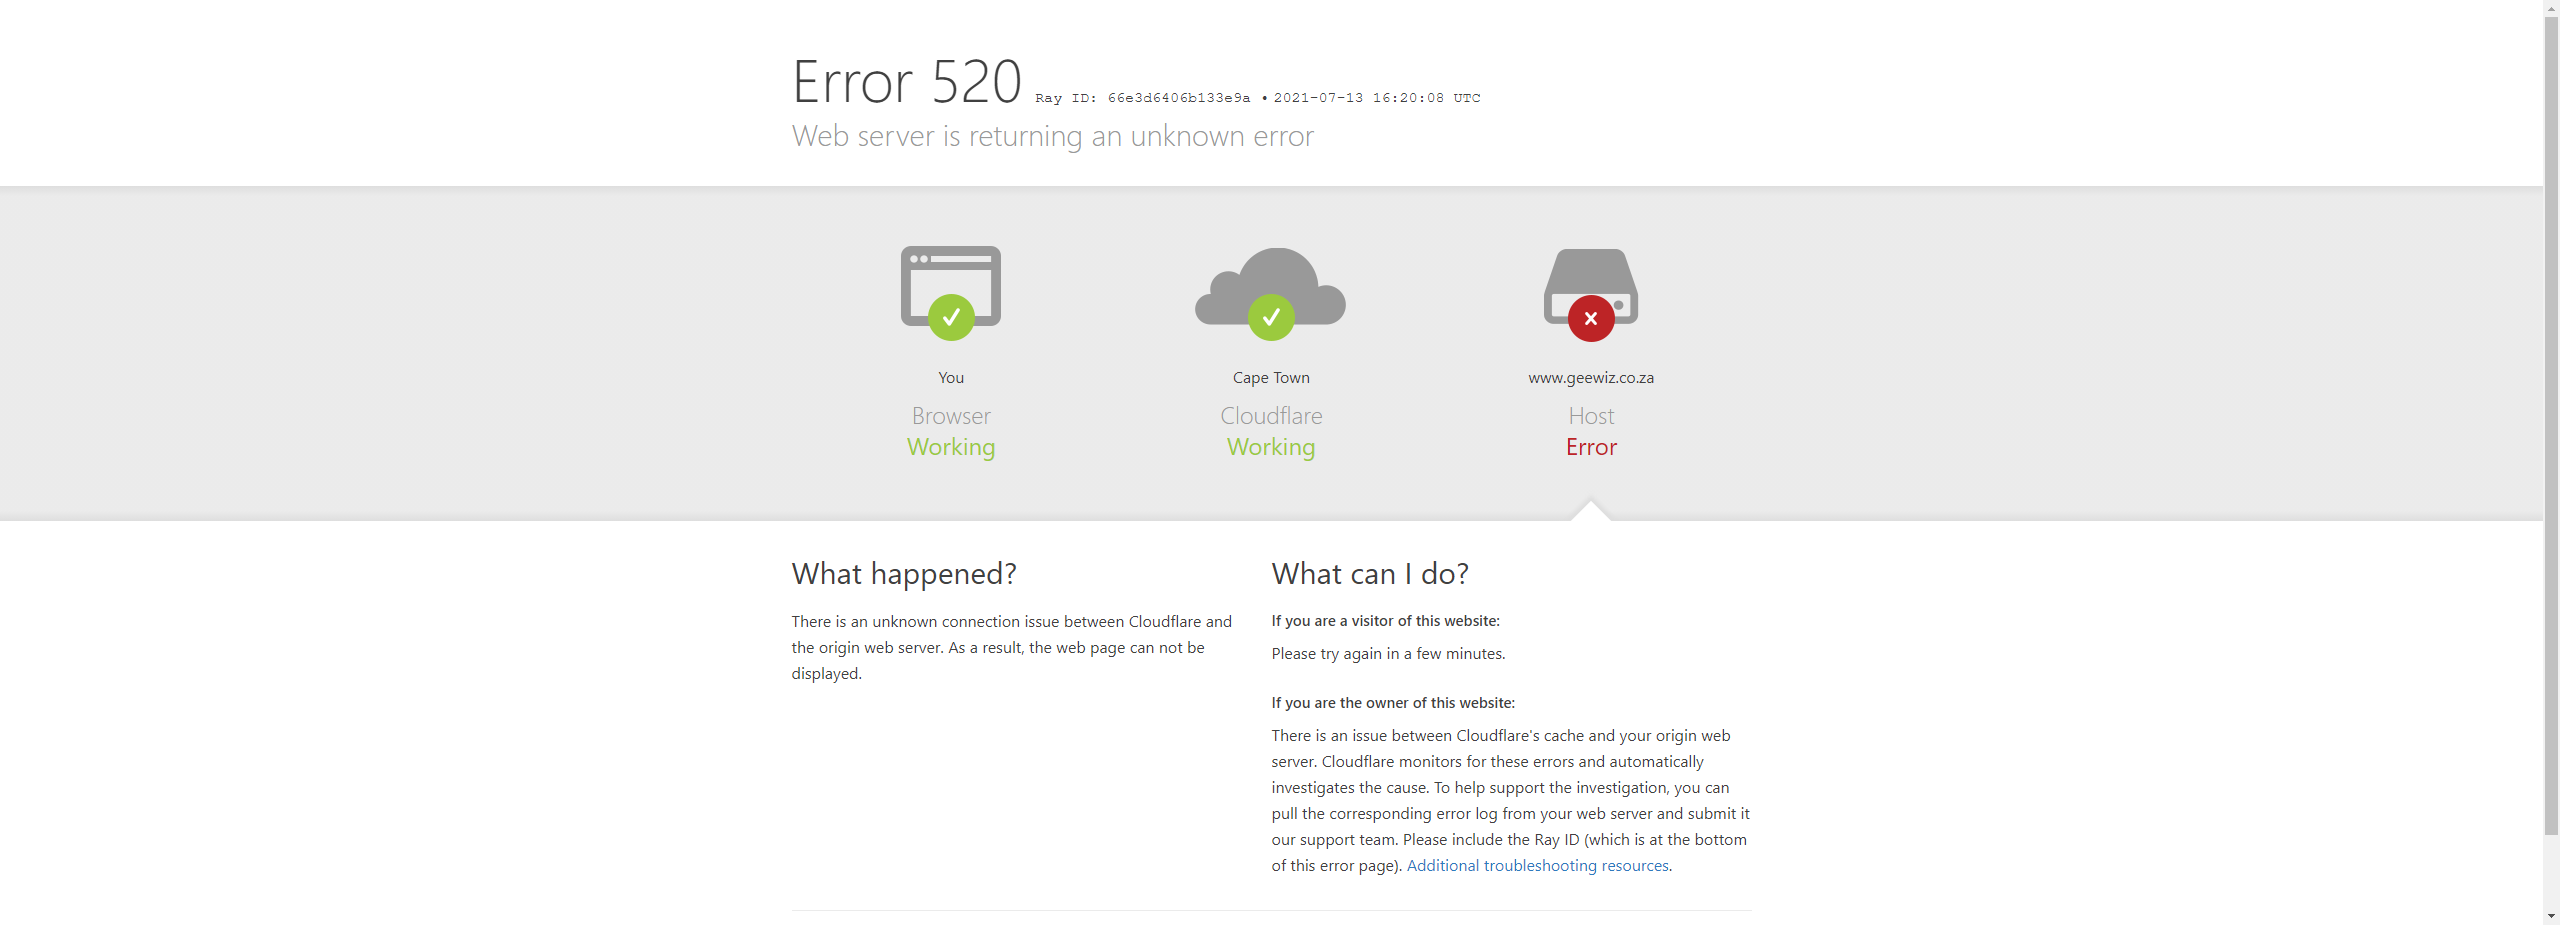 Error 520 Ray ID: 66e3d6406b133e9a • 2021-07-13 16:20:08 UTC
Web server is returning an unknown error
You
Browser
Working
Cape Town
Cloudflare
Working
www.geewiz.co.za
Host
Error
What happened?
There is an unknown connection issue between Cloudflare and
the origin web server. As a result, the web page can not be
displayed.
What can I do?
If you are a visitor of this website:
Please try again in a few minutes.
If you are the owner of this website:
There is an issue between Cloudflare's cache and your origin web
server. Cloudflare monitors for these errors and automatically
investigates the cause. To help support the investigation, you can
pull the corresponding error log from your web server and submit it
our support team. Please include the Ray ID (which is at the bottom
of this error page). Additional troubleshooting resources.